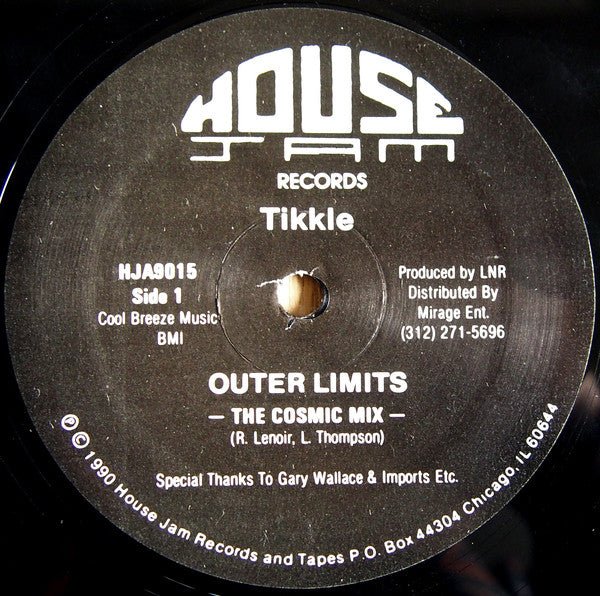 HOUSE
JAM
RECORDS
Tikkle
HJA9015
Side 1
Cool Breeze Music
BMI
Produced by LNR
Distributed By
Mirage Ent.
(312) 271-5696
OUTER LIMITS
— THE COSMIC MIX —
(R. Lenoir, L. Thompson)
Special Thanks To Gary Wallace & Imports Etc.
℗ © 1990 House Jam Records and Tapes P.O. Box 44304 Chicago, IL 60644